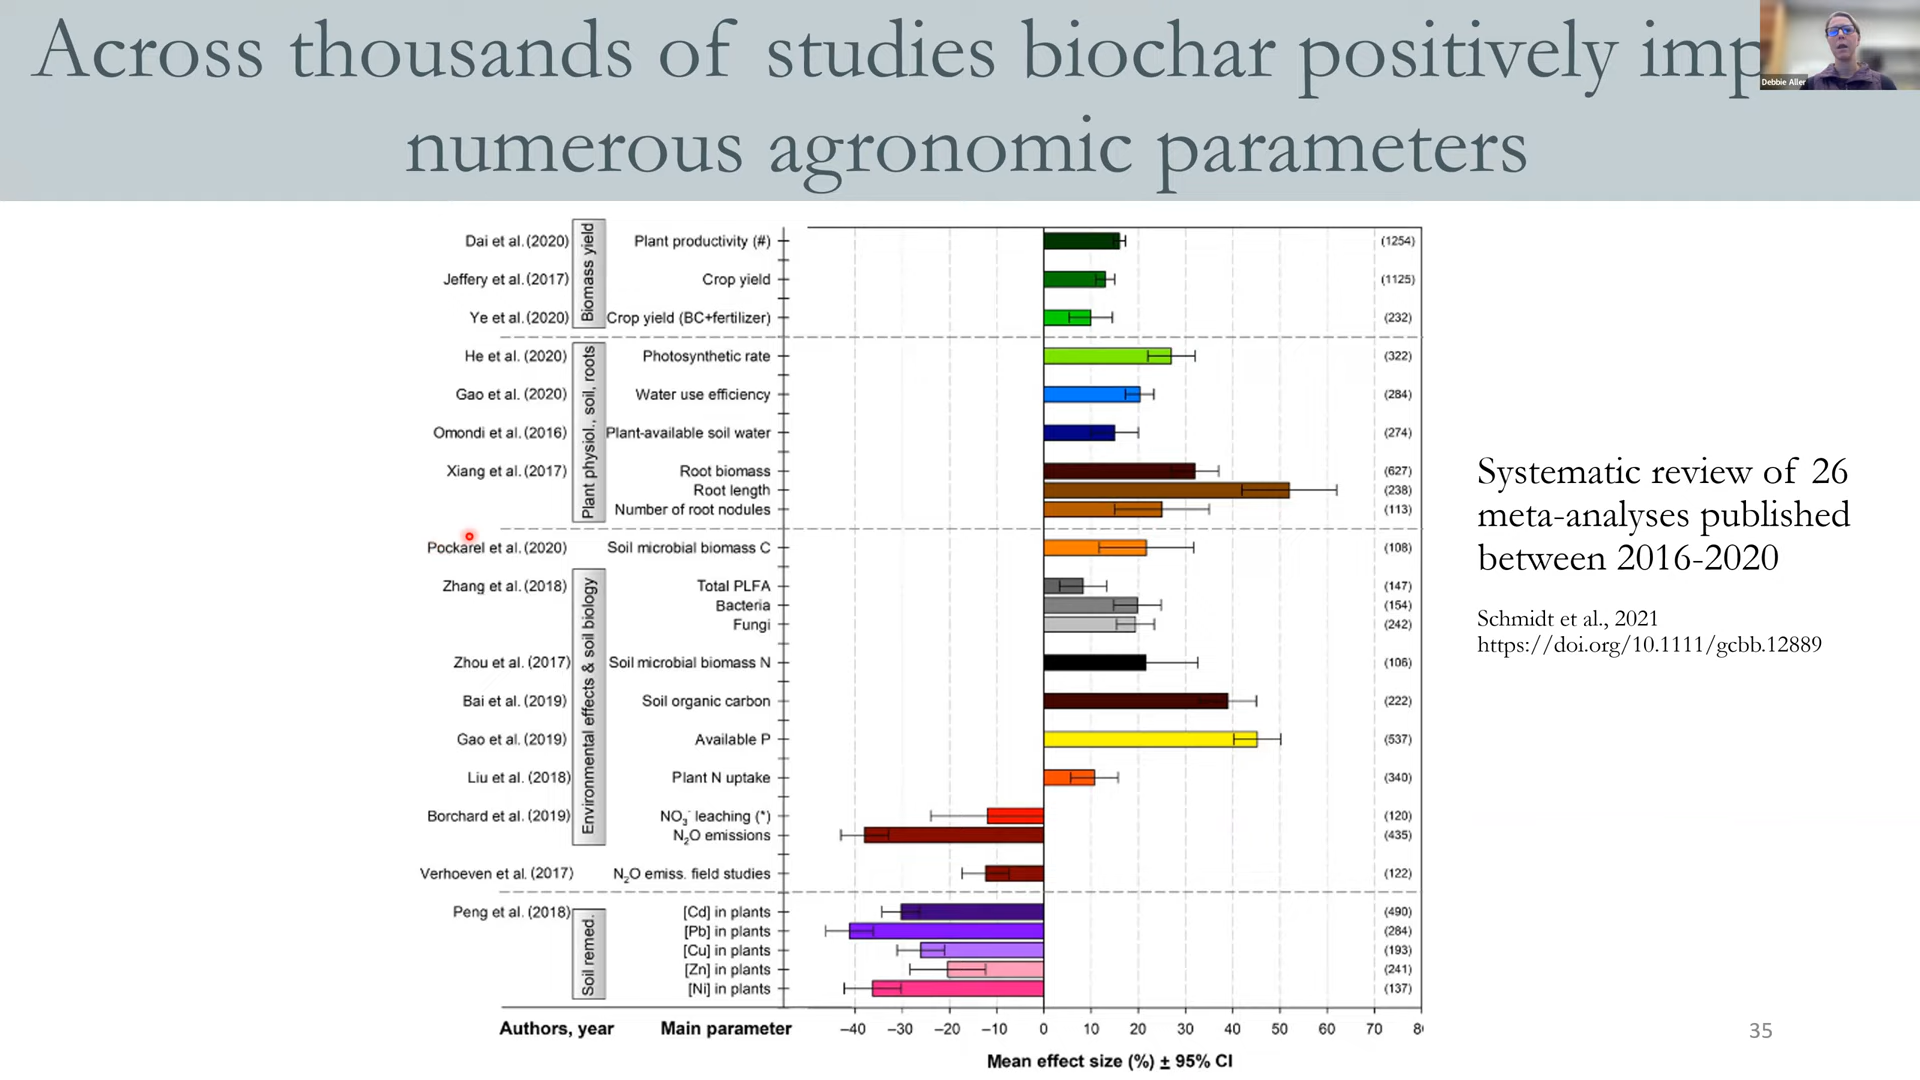 Across thousands of studies biochar positively imp
numerous agronomic parameters
Debbie Aller
Biomass yield
Dai et al. (2020) Plant productivity (#) (1254)
Jeffery et al. (2017) Crop yield (1125)
Ye et al. (2020) Crop yield (BC+fertilizer) (232)
Plant physiol., soil, roots
He et al. (2020) Photosynthetic rate (322)
Gao et al. (2020) Water use efficiency (284)
Omondi et al. (2016) Plant-available soil water (274)
Xiang et al. (2017) Root biomass (627)
Root length (238)
Number of root nodules (113)
Pockarel et al. (2020) Soil microbial biomass C (108)
Environmental effects & soil biology
Zhang et al. (2018) Total PLFA (147)
Bacteria (154)
Fungi (242)
Zhou et al. (2017) Soil microbial biomass N (106)
Bai et al. (2019) Soil organic carbon (222)
Gao et al. (2019) Available P (537)
Liu et al. (2018) Plant N uptake (340)
Borchard et al. (2019) NO₃⁻ leaching (*) (120)
N₂O emissions (435)
Verhoeven et al. (2017) N₂O emiss. field studies (122)
Soil remed.
Peng et al. (2018) [Cd] in plants (490)
[Pb] in plants (284)
[Cu] in plants (193)
[Zn] in plants (241)
[Ni] in plants (137)
Authors, year Main parameter −40 −30 −20 −10 0 10 20 30 40 50 60 70 8
Mean effect size (%) ± 95% CI
Systematic review of 26
meta-analyses published
between 2016-2020
Schmidt et al., 2021
https://doi.org/10.1111/gcbb.12889
35